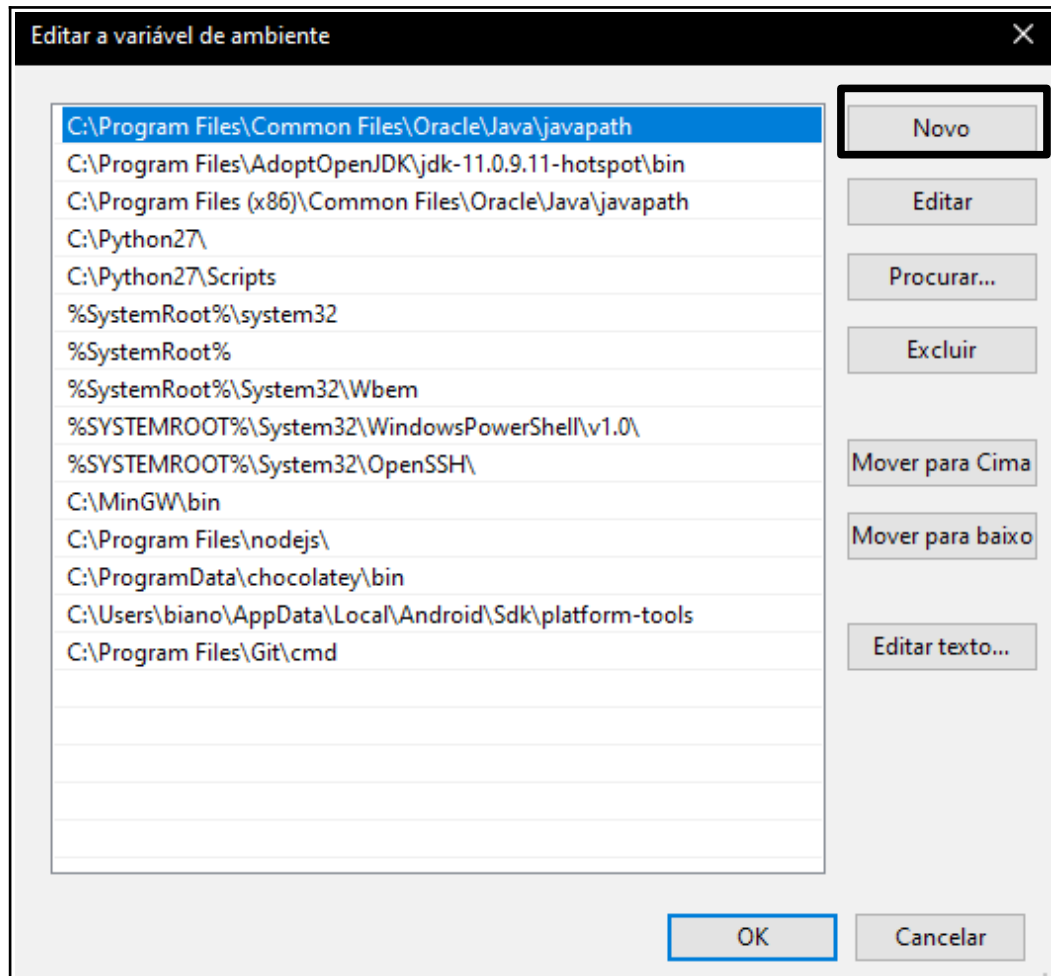 Editar a variável de ambiente
C:\Program Files\Common Files\Oracle\Java\javapath
C:\Program Files\AdoptOpenJDK\jdk-11.0.9.11-hotspot\bin
C:\Program Files (x86)\Common Files\Oracle\Java\javapath
C:\Python27\
C:\Python27\Scripts
%SystemRoot%\system32
%SystemRoot%
%SystemRoot%\System32\Wbem
%SYSTEMROOT%\System32\WindowsPowerShell\v1.0\
%SYSTEMROOT%\System32\OpenSSH\
C:\MinGW\bin
C:\Program Files\nodejs\
C:\ProgramData\chocolatey\bin
C:\Users\biano\AppData\Local\Android\Sdk\platform-tools
C:\Program Files\Git\cmd
Novo
Editar
Procurar...
Excluir
Mover para Cima
Mover para baixo
Editar texto...
OK
Cancelar